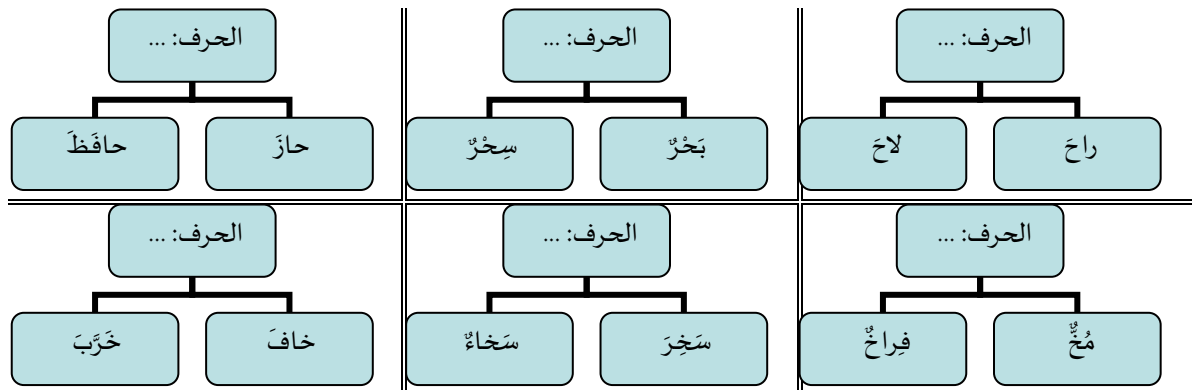 الحرف: ...
راحَ
لاحَ
الحرف: ...
بَحْرٌ
سِحْرٌ
الحرف: ...
حازَ
حافَظَ
الحرف: ...
مُخٌّ
فِراخٌ
الحرف: ...
سَخِرَ
سَخاءٌ
الحرف: ...
خافَ
خَرَّبَ